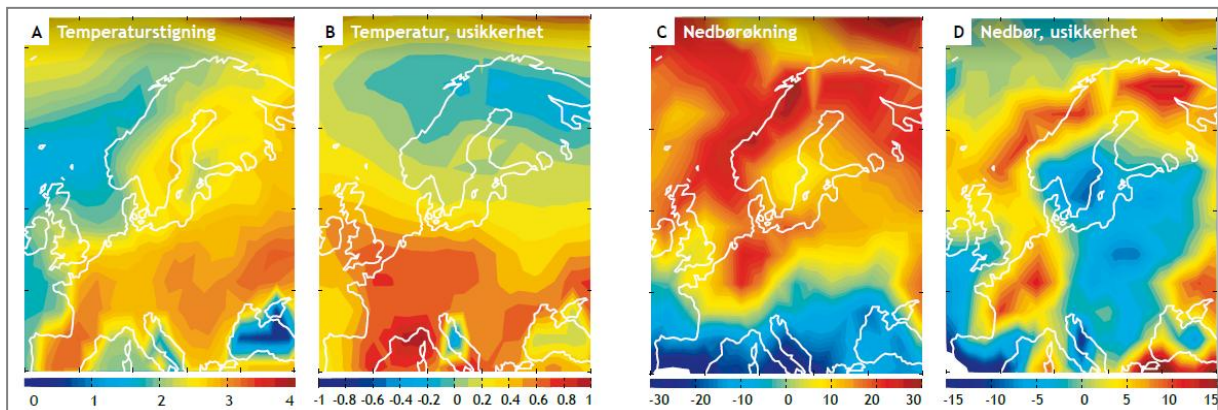 A Temperaturstigning
B Temperatur, usikkerhet
C Nedbørøkning
D Nedbør, usikkerhet
0 1 2 3 4
-1 -0.8 -0.6 -0.4 -0.2 0 0.2 0.4 0.6 0.8 1
-30 -20 -10 0 10 20 30
-15 -10 -5 0 5 10 15